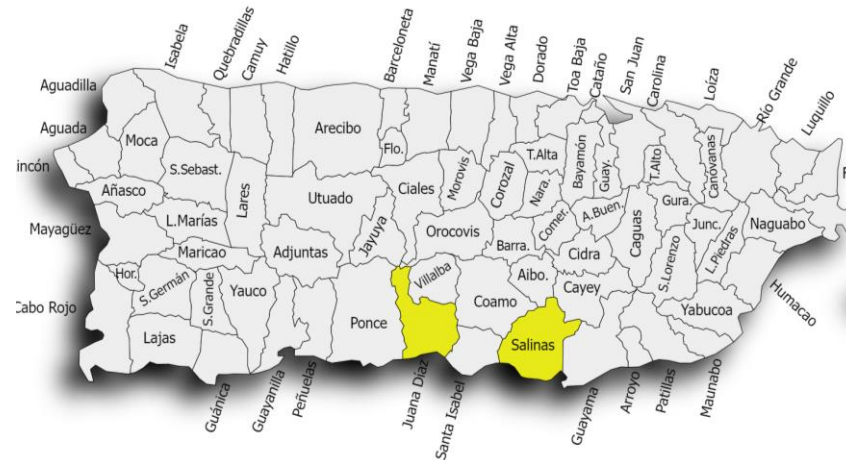 Isabela
Quebradillas
Camuy
Hatillo
Barceloneta
Manatí
Vega Baja
Vega Alta
Dorado
Toa Baja
Cataño
San Juan
Carolina
Loíza
Río Grande
Luquillo
Aguadilla
Aguada
incón
Mayagüez
Cabo Rojo
Moca
S.Sebast.
Añasco
L.Marías
Lares
Maricao
Hor.
S.Germán
S.Grande
Yauco
Lajas
Arecibo
Utuado
Adjuntas
Jayuya
Ponce
Flo.
Ciales
Morovis
Corozal
T.Alta
Nara.
Bayamón
Guay.
T.Alto
Canóvanas
Orocovis
Barra.
Comer.
A.Buen.
Caguas
Gura.
Junc.
Naguabo
Villalba
Coamo
Aibo.
Cidra
Cayey
S.Lorenzo
L.Piedras
Yabucoa
Humacao
Salinas
Guánica
Guayanilla
Peñuelas
Juana Díaz
Santa Isabel
Guayama
Arroyo
Patillas
Maunabo